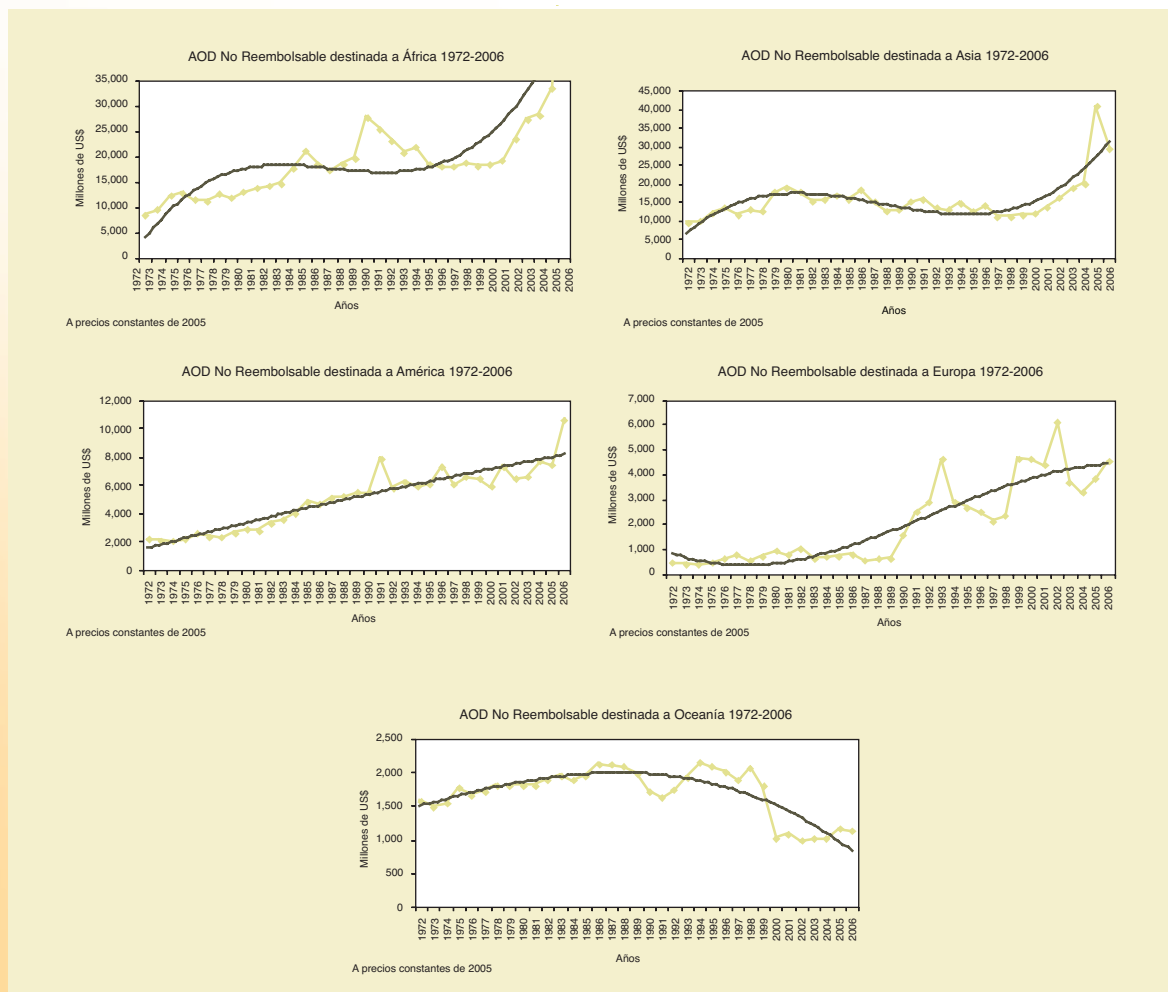 AOD No Reembolsable destinada a África 1972-2006
Millones de US$
35,000
30,000
25,000
20,000
15,000
10,000
5,000
0
1972 1973 1974 1975 1976 1977 1978 1979 1980 1981 1982 1983 1984 1985 1986 1987 1988 1989 1990 1991 1992 1993 1994 1995 1996 1997 1998 1999 2000 2001 2002 2003 2004 2005 2006
Años
A precios constantes de 2005
AOD No Reembolsable destinada a Asia 1972-2006
Millones de US$
45,000
40,000
35,000
30,000
25,000
20,000
15,000
10,000
5,000
0
1972 1973 1974 1975 1976 1977 1978 1979 1980 1981 1982 1983 1984 1985 1986 1987 1988 1989 1990 1991 1992 1993 1994 1995 1996 1997 1998 1999 2000 2001 2002 2003 2004 2005 2006
Años
A precios constantes de 2005
AOD No Reembolsable destinada a América 1972-2006
Millones de US$
12,000
10,000
8,000
6,000
4,000
2,000
0
1972 1973 1974 1975 1976 1977 1978 1979 1980 1981 1982 1983 1984 1985 1986 1987 1988 1989 1990 1991 1992 1993 1994 1995 1996 1997 1998 1999 2000 2001 2002 2003 2004 2005 2006
Años
A precios constantes de 2005
AOD No Reembolsable destinada a Europa 1972-2006
Millones de US$
7,000
6,000
5,000
4,000
3,000
2,000
1,000
0
1972 1973 1974 1975 1976 1977 1978 1979 1980 1981 1982 1983 1984 1985 1986 1987 1988 1989 1990 1991 1992 1993 1994 1995 1996 1997 1998 1999 2000 2001 2002 2003 2004 2005 2006
Años
A precios constantes de 2005
AOD No Reembolsable destinada a Oceanía 1972-2006
Millones de US$
2,500
2,000
1,500
1,000
500
0
1972 1973 1974 1975 1976 1977 1978 1979 1980 1981 1982 1983 1984 1985 1986 1987 1988 1989 1990 1991 1992 1993 1994 1995 1996 1997 1998 1999 2000 2001 2002 2003 2004 2005 2006
Años
A precios constantes de 2005